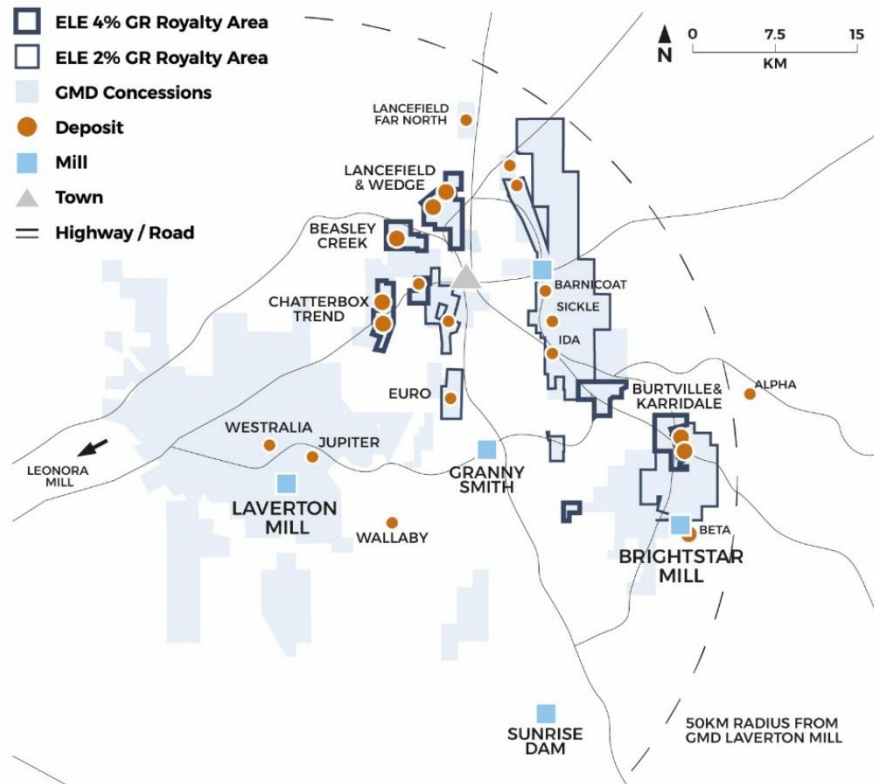 ELE 4% GR Royalty Area
ELE 2% GR Royalty Area
GMD Concessions
Deposit
Mill
Town
Highway / Road
N
0 7.5 15
KM
LANCEFIELD
FAR NORTH
LANCEFIELD
& WEDGE
BEASLEY
CREEK
CHATTERBOX
TREND
BARNICOAT
SICKLE
IDA
EURO
BURTVILLE&
KARRIDALE
ALPHA
WESTRALIA
JUPITER
LEONORA
MILL
LAVERTON
MILL
GRANNY
SMITH
WALLABY
BETA
BRIGHTSTAR
MILL
SUNRISE
DAM
50KM RADIUS FROM
GMD LAVERTON MILL